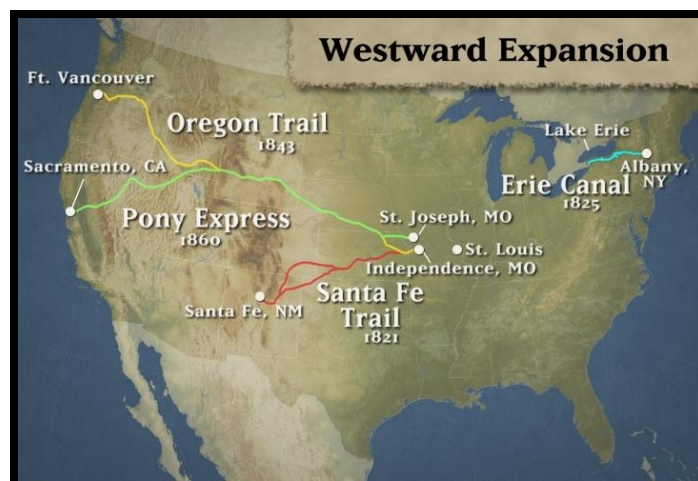 Westward Expansion
Ft. Vancouver
Oregon Trail
1843
Lake Erie
Sacramento, CA
Albany,
NY
Erie Canal
1825
Pony Express
1860
St. Joseph, MO
St. Louis
Independence, MO
Santa Fe, NM
Santa Fe
Trail
1821